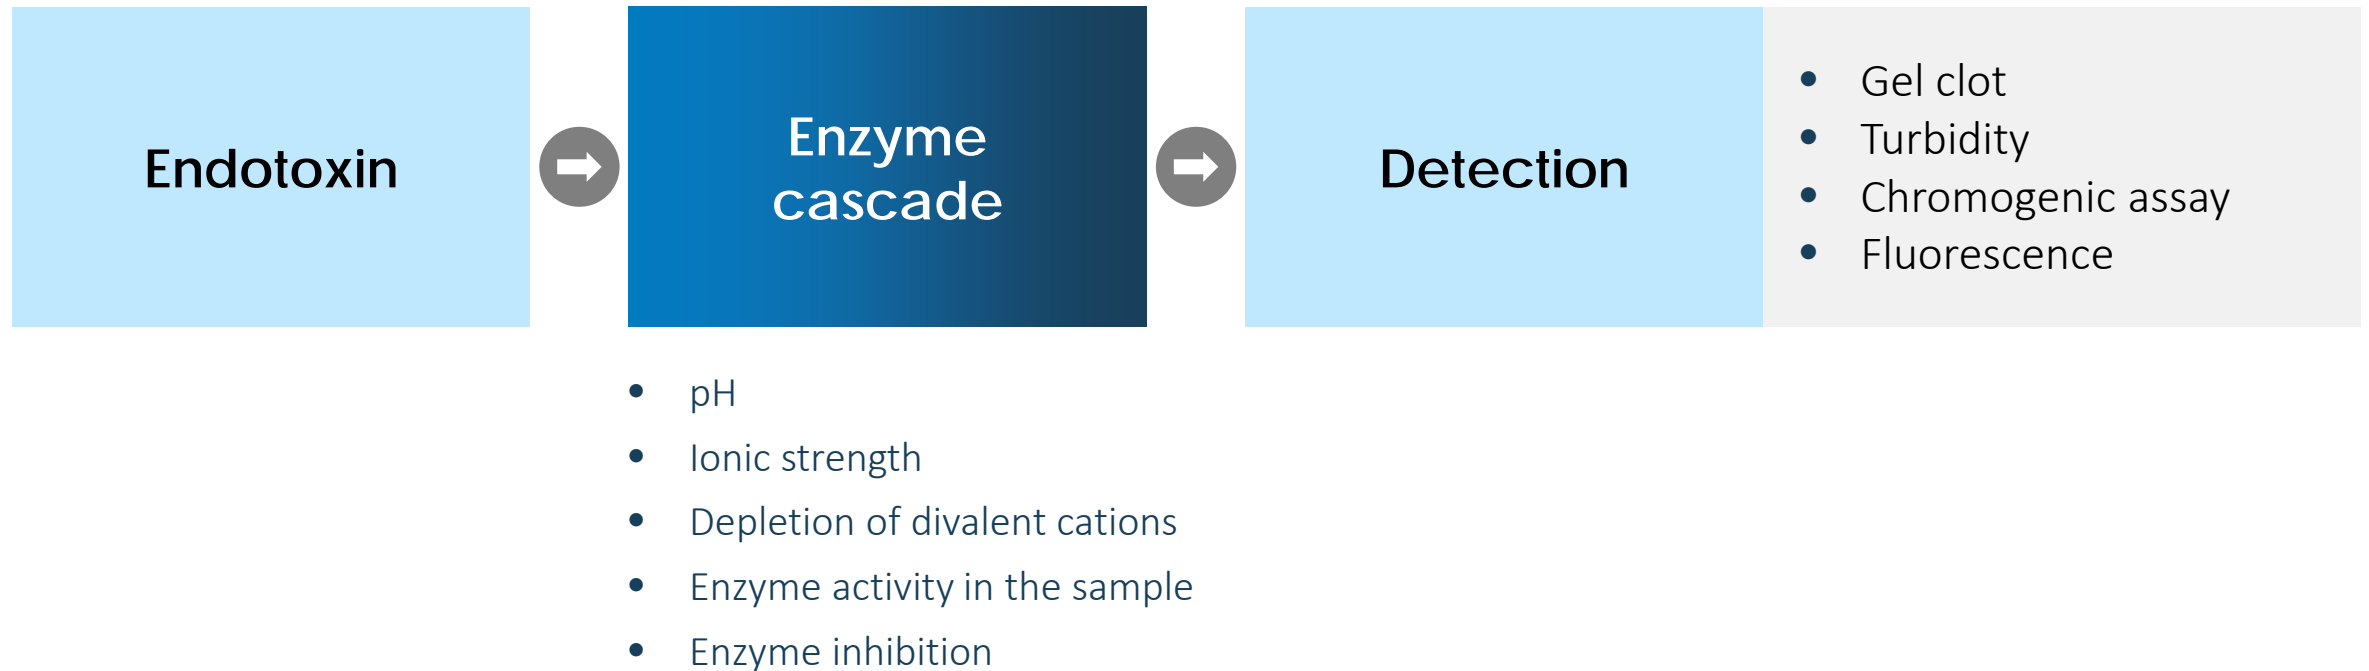 Endotoxin
Enzyme
cascade
Detection
• Gel clot
• Turbidity
• Chromogenic assay
• Fluorescence
• pH
• Ionic strength
• Depletion of divalent cations
• Enzyme activity in the sample
• Enzyme inhibition